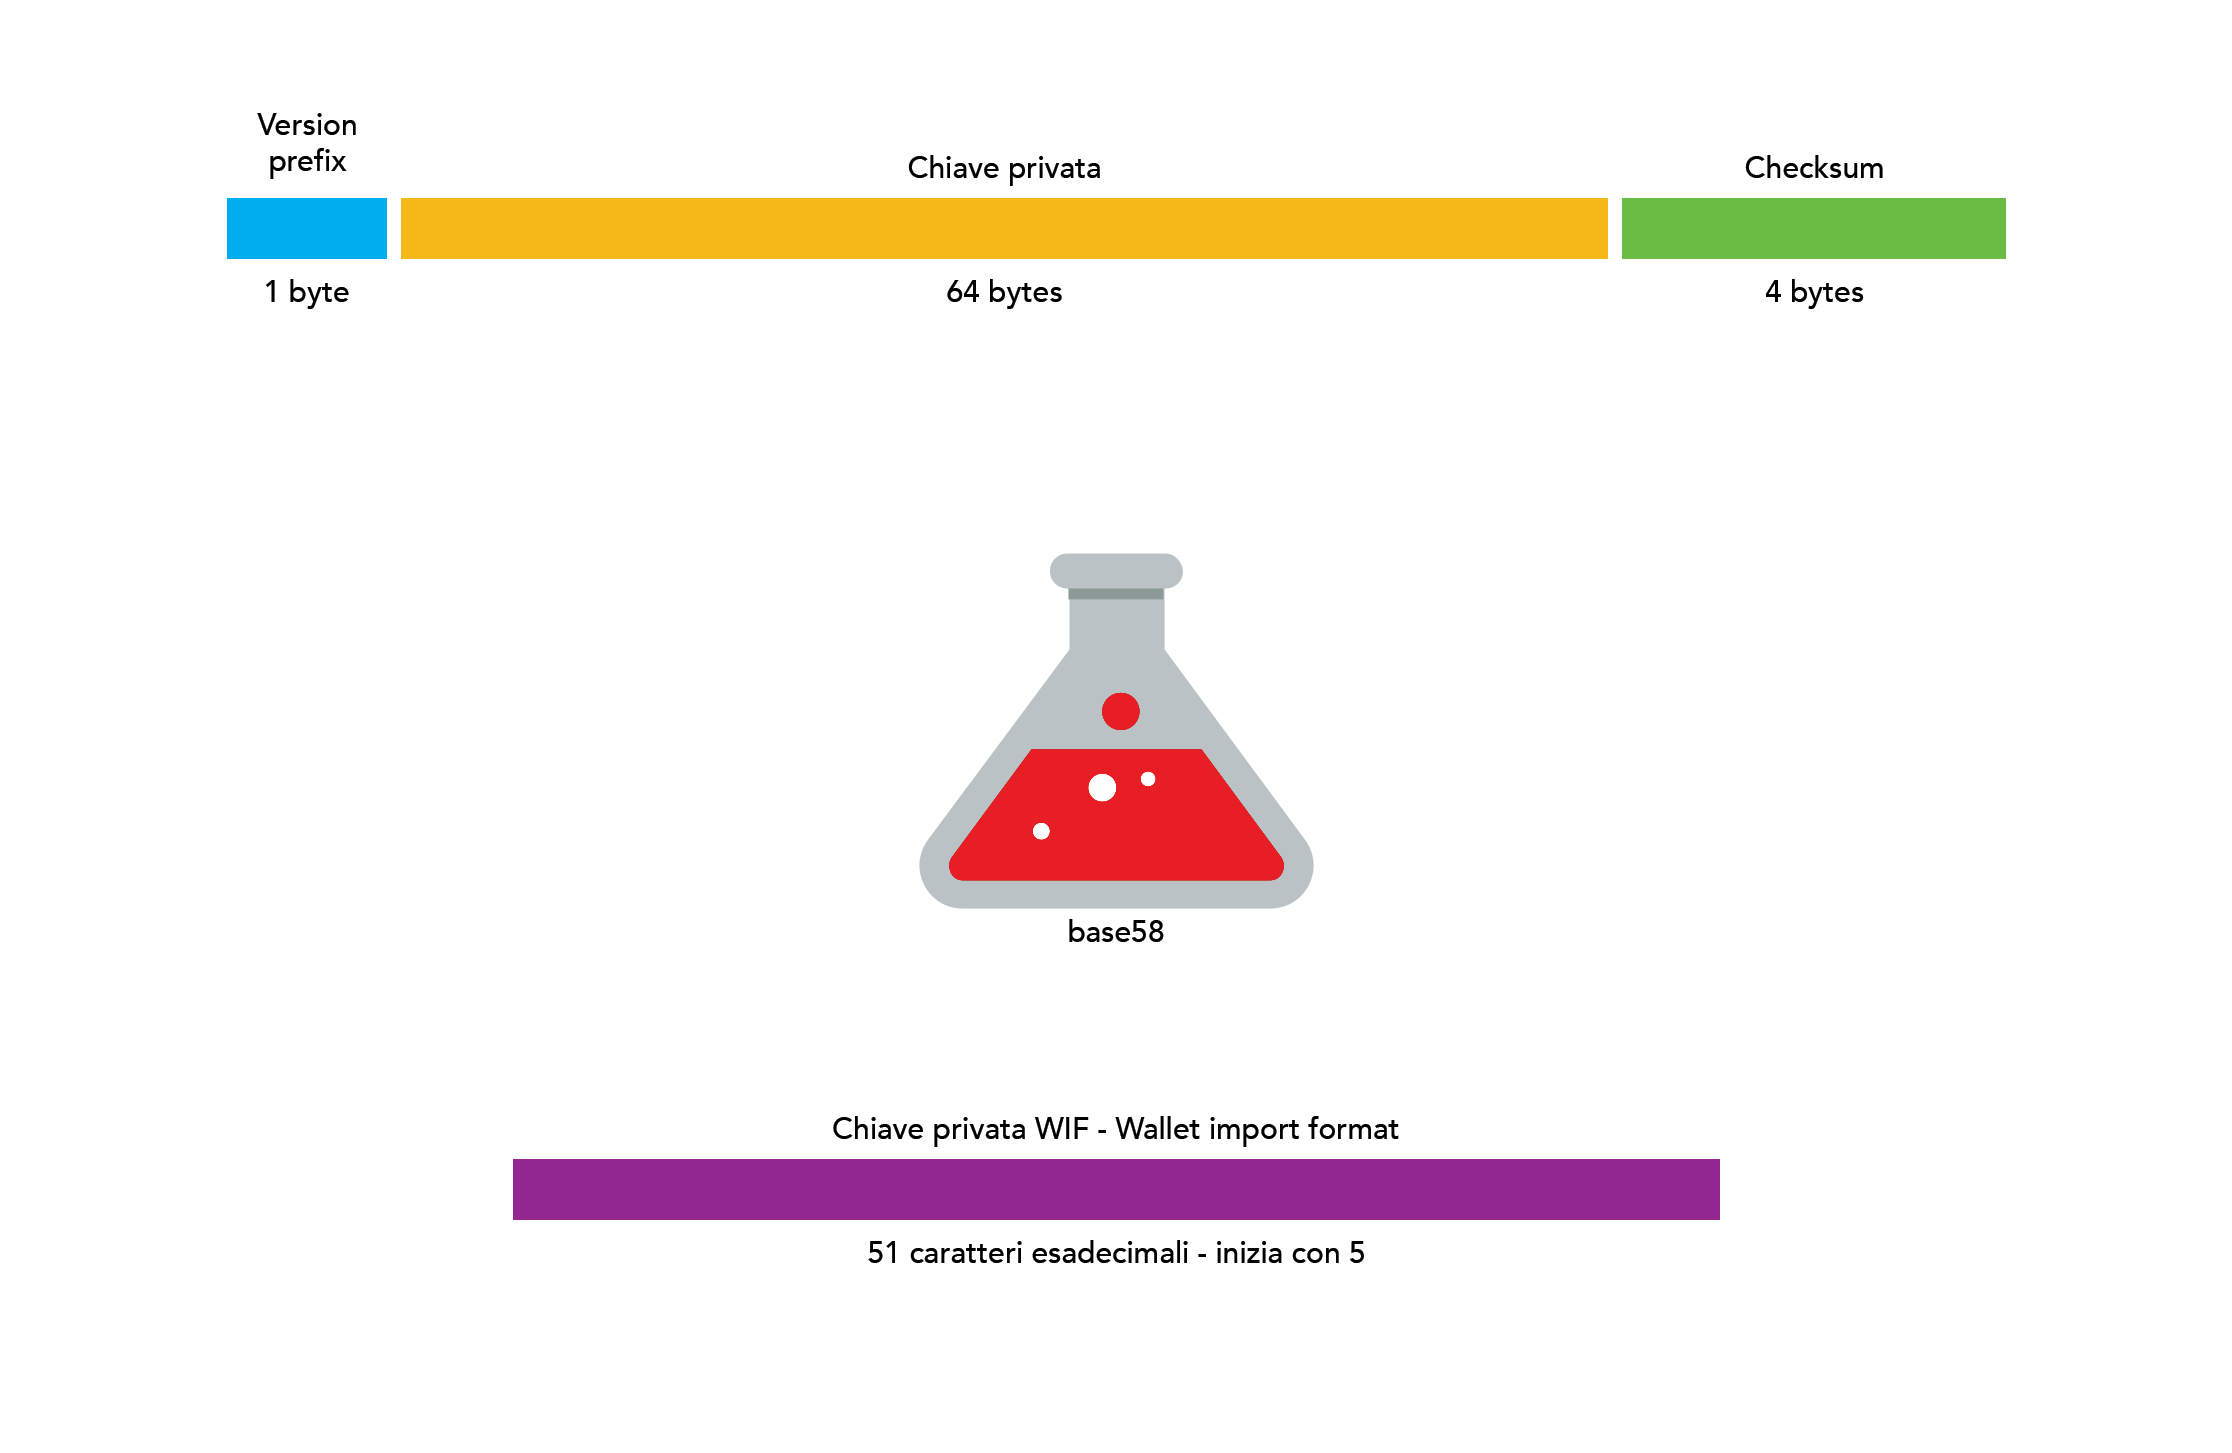 Version
prefix
Chiave privata
Checksum
1 byte
64 bytes
4 bytes
base58
Chiave privata WIF - Wallet import format
51 caratteri esadecimali - inizia con 5